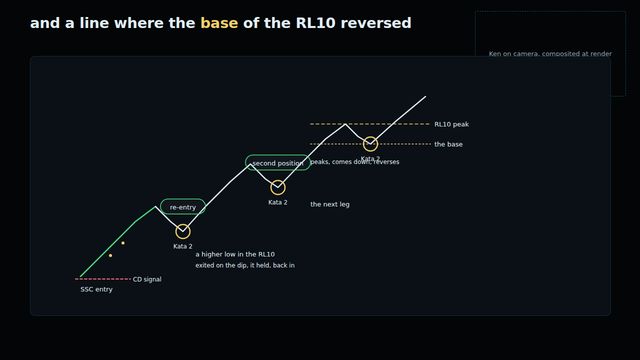 and a line where the base of the RL10 reversed
Ken on camera, composited at render
RL10 peak
the base
Kata 2
peaks, comes down, reverses
second position
Kata 2
the next leg
re-entry
Kata 2
a higher low in the RL10
exited on the dip, it held, back in
CD signal
SSC entry